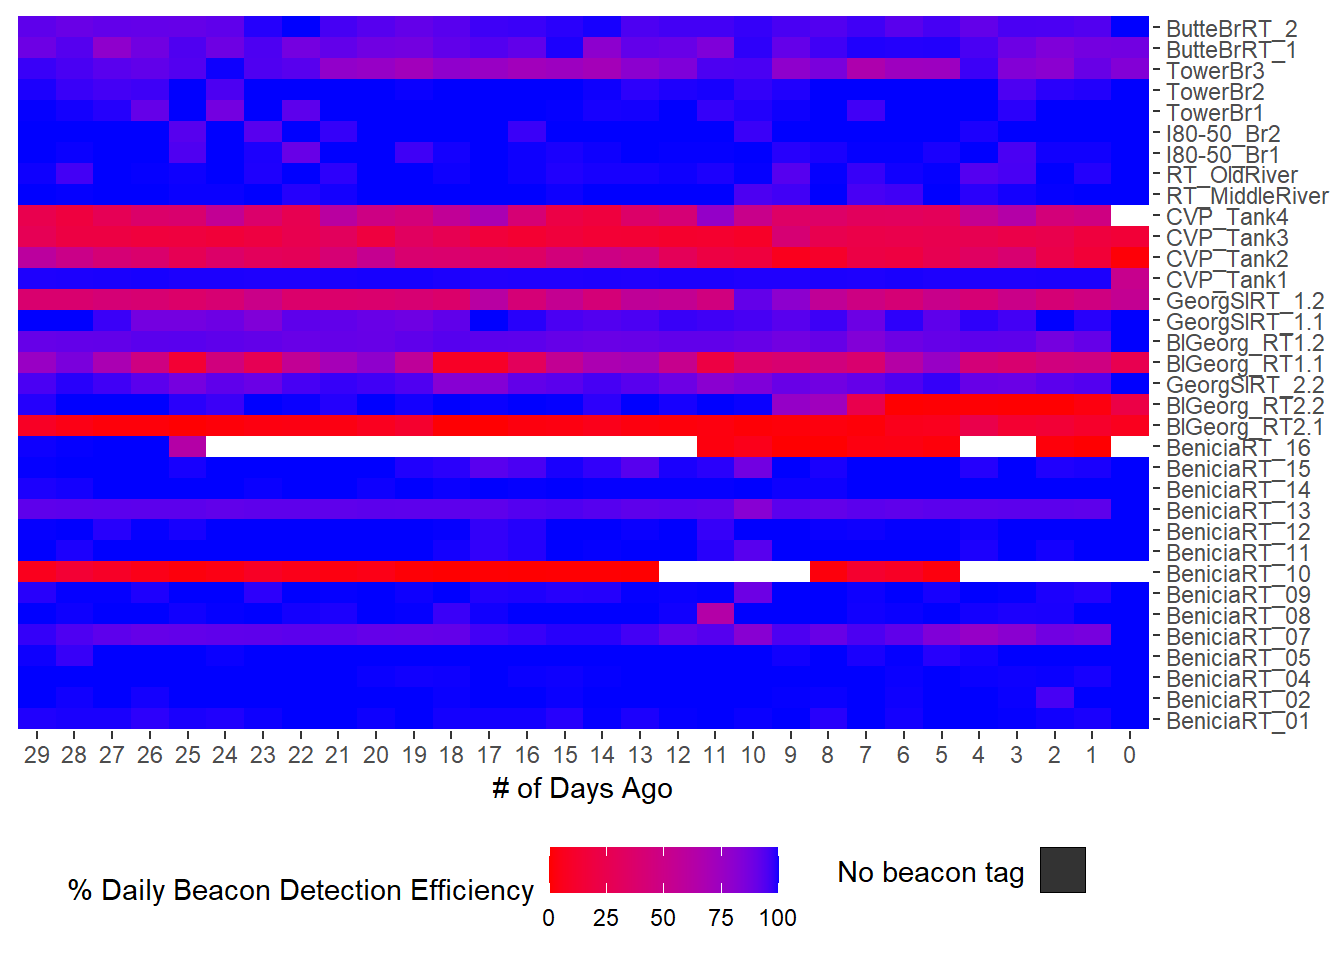 ButteBrRT_2
ButteBrRT_1
TowerBr3
TowerBr2
TowerBr1
I80-50_Br2
I80-50_Br1
RT_OldRiver
RT_MiddleRiver
CVP_Tank4
CVP_Tank3
CVP_Tank2
CVP_Tank1
GeorgSlRT_1.2
GeorgSlRT_1.1
BlGeorg_RT1.2
BlGeorg_RT1.1
GeorgSlRT_2.2
BlGeorg_RT2.2
BlGeorg_RT2.1
BeniciaRT_16
BeniciaRT_15
BeniciaRT_14
BeniciaRT_13
BeniciaRT_12
BeniciaRT_11
BeniciaRT_10
BeniciaRT_09
BeniciaRT_08
BeniciaRT_07
BeniciaRT_05
BeniciaRT_04
BeniciaRT_02
BeniciaRT_01
29 28 27 26 25 24 23 22 21 20 19 18 17 16 15 14 13 12 11 10 9 8 7 6 5 4 3 2 1 0
# of Days Ago
% Daily Beacon Detection Efficiency
0 25 50 75 100
No beacon tag